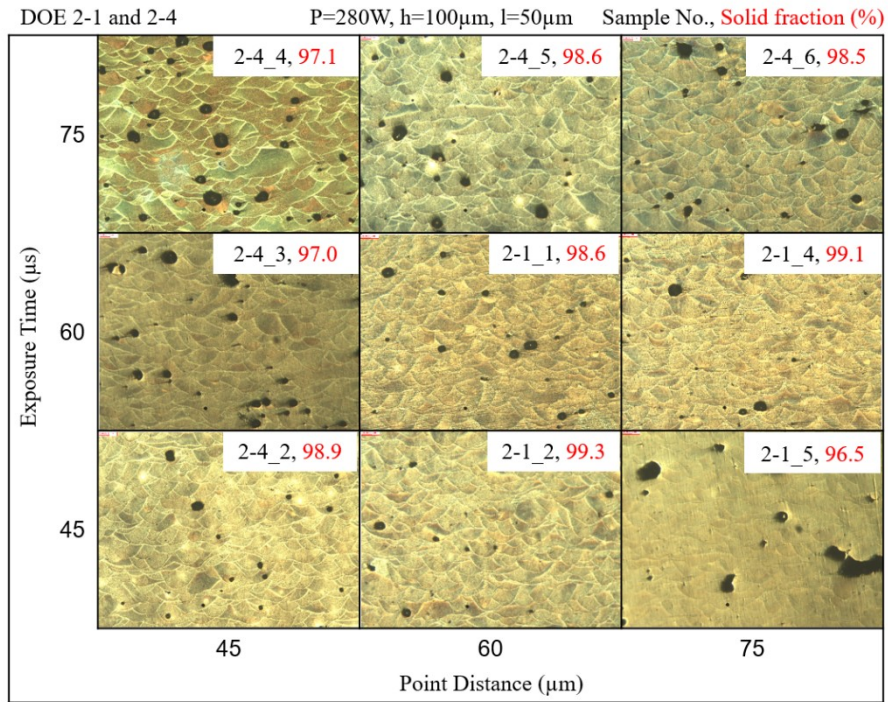 DOE 2-1 and 2-4 P=280W, h=100µm, l=50µm Sample No., Solid fraction (%)
2-4_4, 97.1 2-4_5, 98.6 2-4_6, 98.5
75
2-4_3, 97.0 2-1_1, 98.6 2-1_4, 99.1
60
2-4_2, 98.9 2-1_2, 99.3 2-1_5, 96.5
45
Exposure Time (µs)
45 60 75
Point Distance (µm)